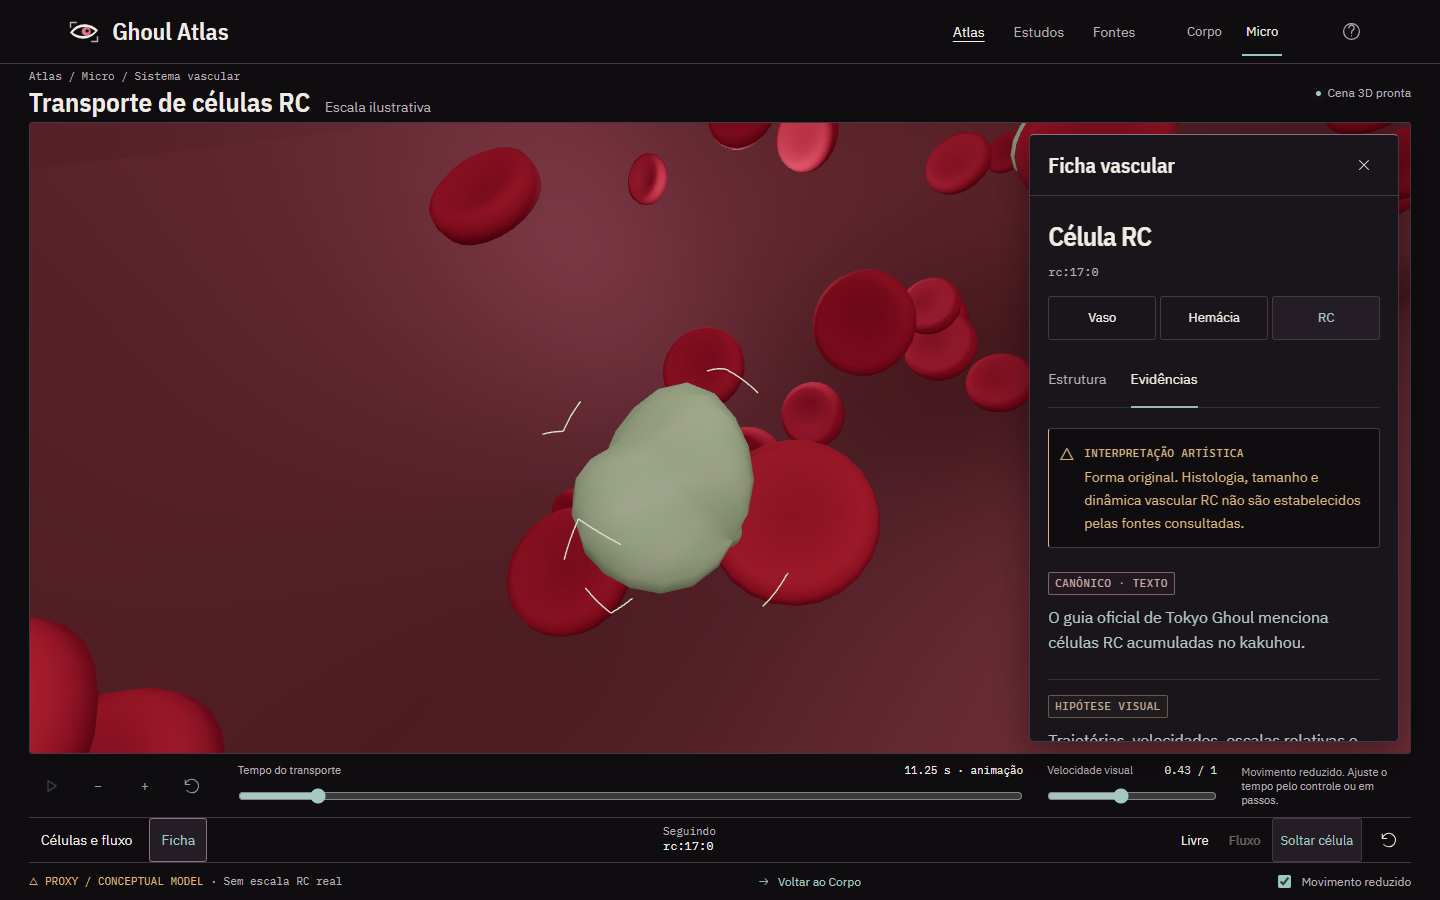 Ghoul Atlas
Atlas Estudos Fontes Corpo Micro ?
Atlas / Micro / Sistema vascular
Transporte de células RC Escala ilustrativa
Cena 3D pronta
Ficha vascular
Célula RC
rc:17:0
Vaso Hemácia RC
Estrutura Evidências
INTERPRETAÇÃO ARTÍSTICA
Forma original. Histologia, tamanho e
dinâmica vascular RC não são estabelecidos
pelas fontes consultadas.
CANÔNICO · TEXTO
O guia oficial de Tokyo Ghoul menciona
células RC acumuladas no kakuhou.
HIPÓTESE VISUAL
Trajetórias, velocidades, escalas relativas e
Tempo do transporte 11.25 s · animação
Velocidade visual 0.43 / 1
Movimento reduzido. Ajuste o
tempo pelo controle ou em
passos.
Células e fluxo Ficha
Seguindo
rc:17:0
Livre Fluxo Soltar célula
PROXY / CONCEPTUAL MODEL · Sem escala RC real
→ Voltar ao Corpo
Movimento reduzido